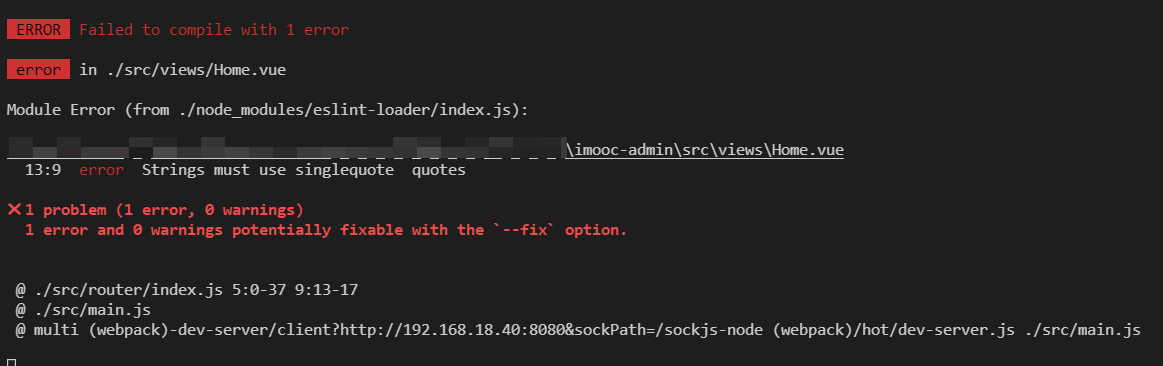 ERROR Failed to compile with 1 error
error in ./src/views/Home.vue
Module Error (from ./node_modules/eslint-loader/index.js):
\imooc-admin\src\views\Home.vue
13:9 error Strings must use singlequote quotes
❌1 problem (1 error, 0 warnings)
1 error and 0 warnings potentially fixable with the `--fix` option.
@ ./src/router/index.js 5:0-37 9:13-17
@ ./src/main.js
@ multi (webpack)-dev-server/client?http://192.168.18.40:8080&sockPath=/sockjs-node (webpack)/hot/dev-server.js ./src/main.js